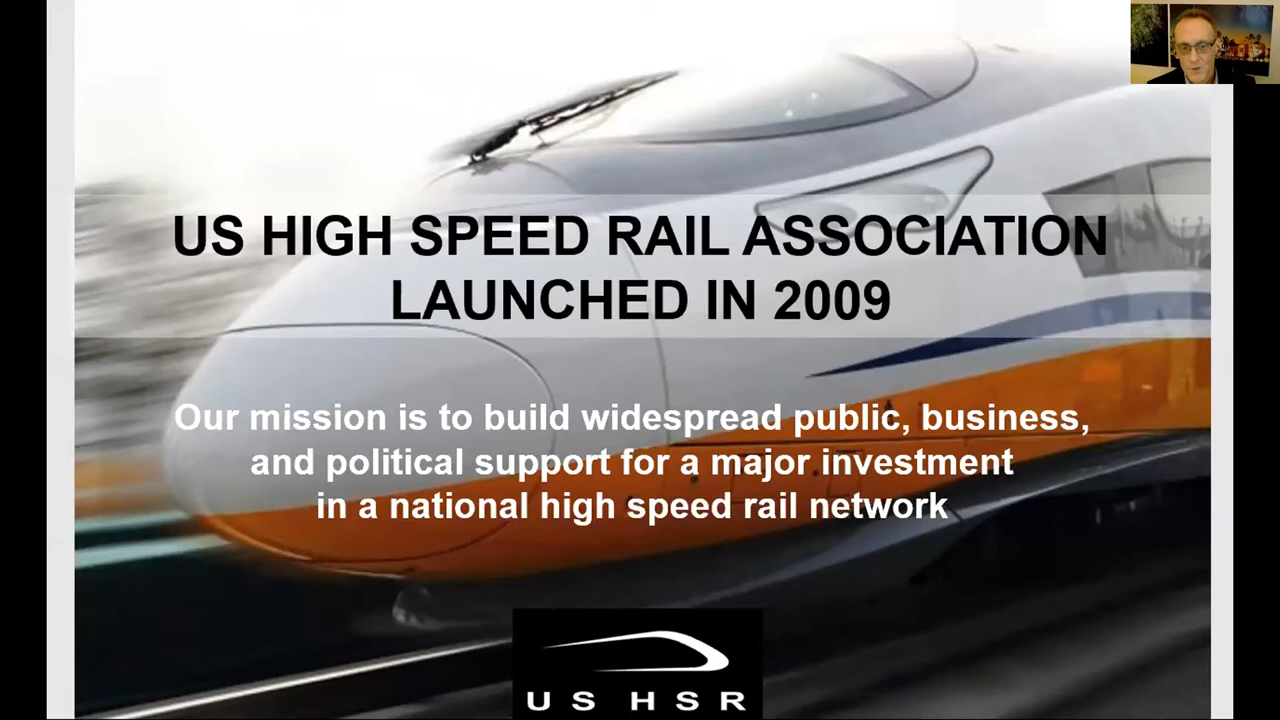 US HIGH SPEED RAIL ASSOCIATION
LAUNCHED IN 2009
Our mission is to build widespread public, business,
and political support for a major investment
in a national high speed rail network
US HSR